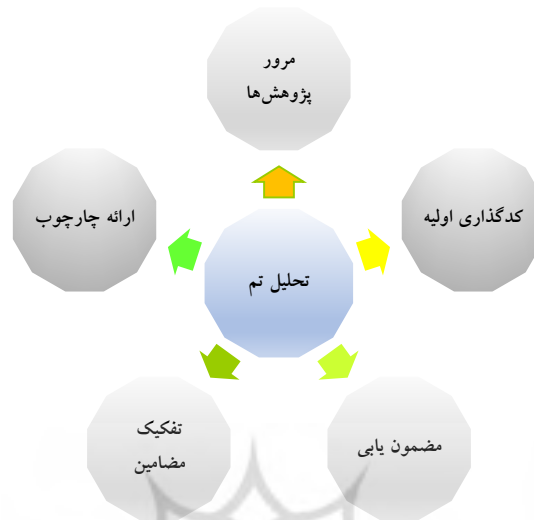 مرور
پژوهش‌ها
کدگذاری اولیه
ارائه چارچوب
تحلیل تم
مضمون یابی
تفکیک
مضامین